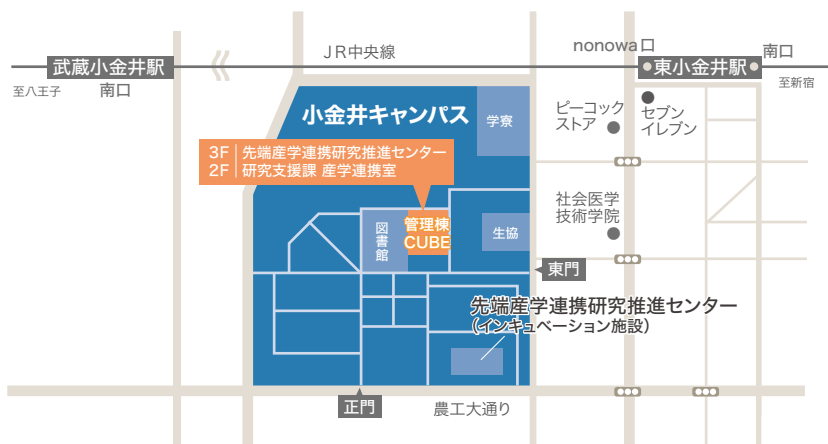 JR中央線
nonowa口
南口
武蔵小金井駅
東小金井駅
至八王子
南口
至新宿
小金井キャンパス
学寮
ピーコック
ストア
セブン
イレブン
3F 先端産学連携研究推進センター
2F 研究支援課 産学連携室
社会医学
技術学院
図書館
管理棟
CUBE
生協
東門
先端産学連携研究推進センター
(インキュベーション施設)
正門
農工大通り